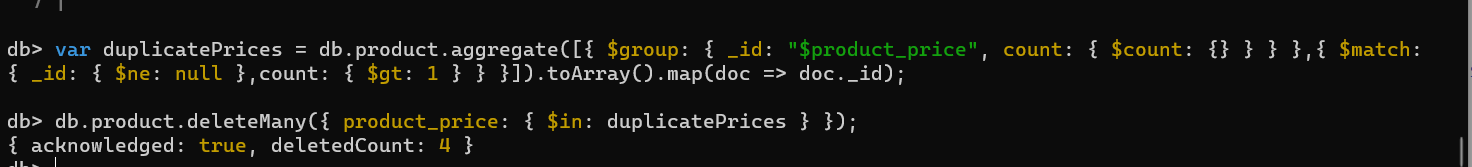 db> var duplicatePrices = db.product.aggregate([{ $group: { _id: "$product_price", count: { $count: {} } } },{ $match:
{ _id: { $ne: null },count: { $gt: 1 } } }]).toArray().map(doc => doc._id);
db> db.product.deleteMany({ product_price: { $in: duplicatePrices } });
{ acknowledged: true, deletedCount: 4 }
db>